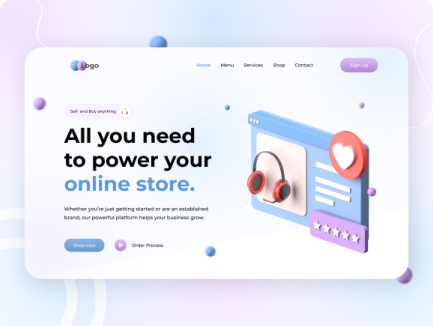 Logo
Home Menu Services Shop Contact
Sign up
Sell and Buy anything
All you need
to power your
online store.
Whether you're just getting started or are an established
brand, our powerful platform helps your business grow.
Shop now
Order Process